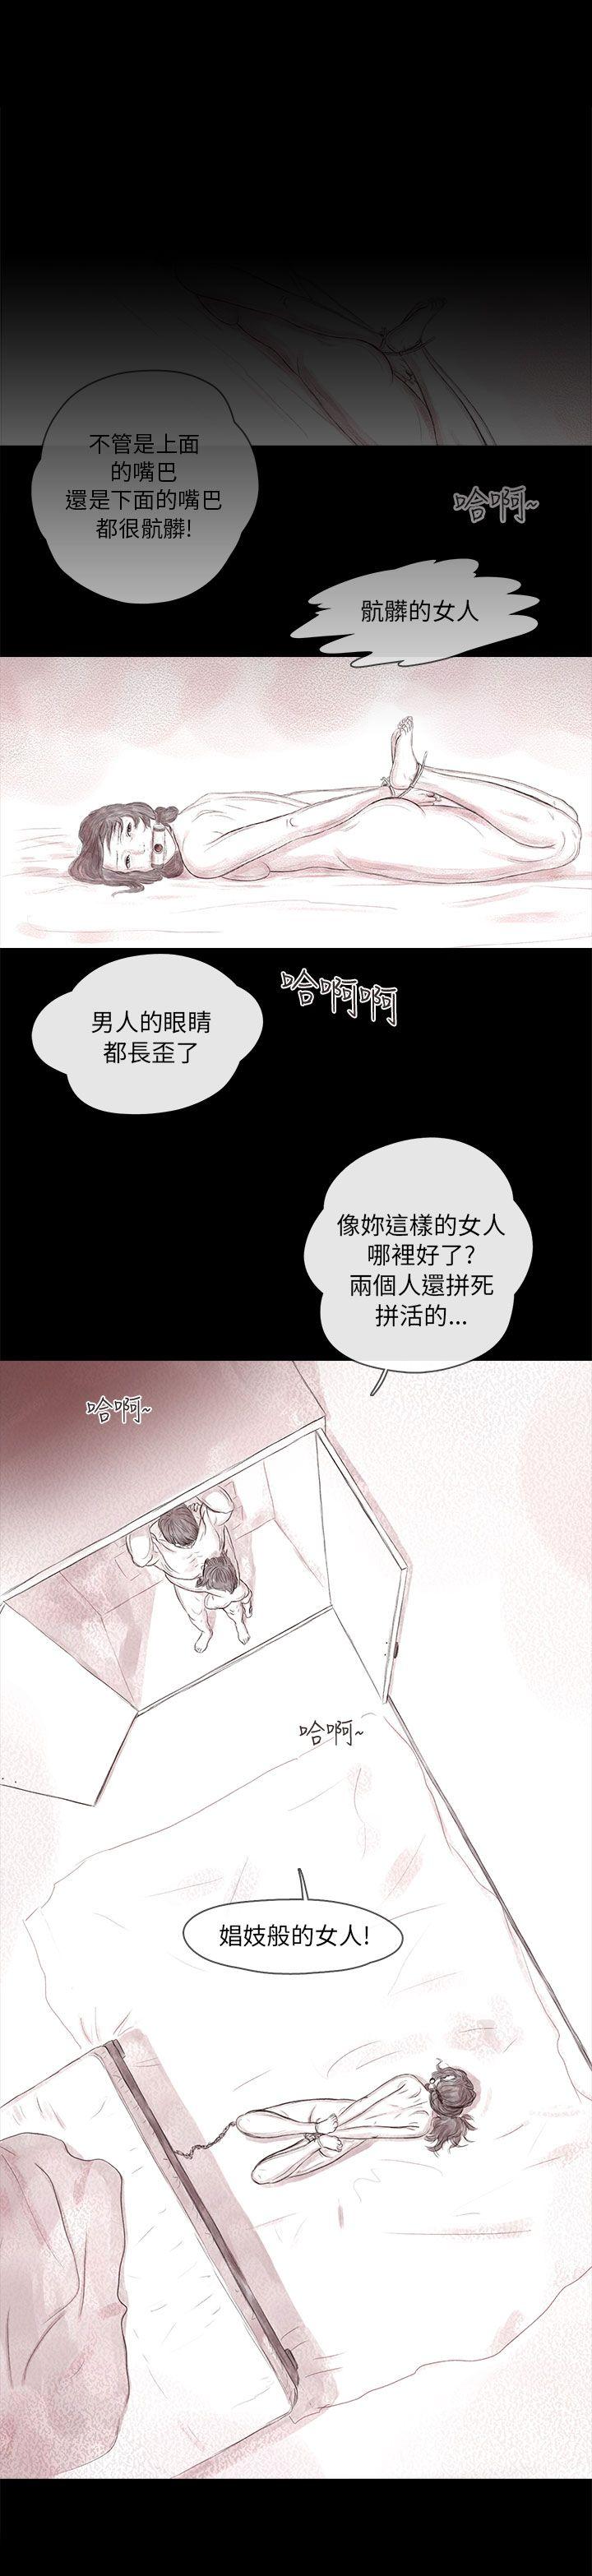 不管是上面
的嘴巴
還是下面的嘴巴
都很骯髒!
哈啊~
骯髒的女人
哈啊啊
男人的眼睛
都長歪了
像妳這樣的女人
哪裡好了?
兩個人還拼死
拼活的...
哈啊~
哈啊~
娼妓般的女人!